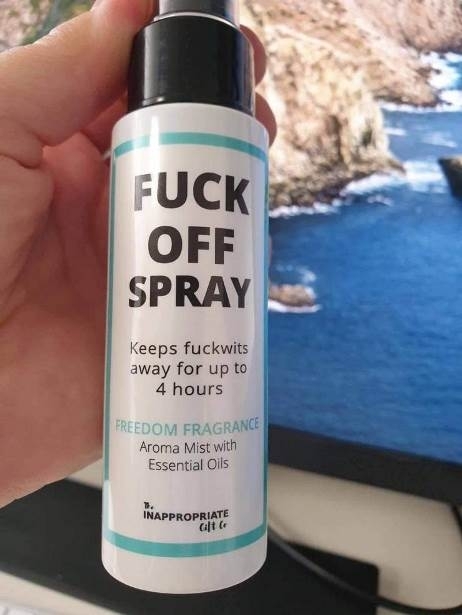 FUCK
OFF
SPRAY
Keeps fuckwits
away for up to
4 hours
FREEDOM FRAGRANCE
Aroma Mist with
Essential Oils
The
INAPPROPRIATE
Gift Co